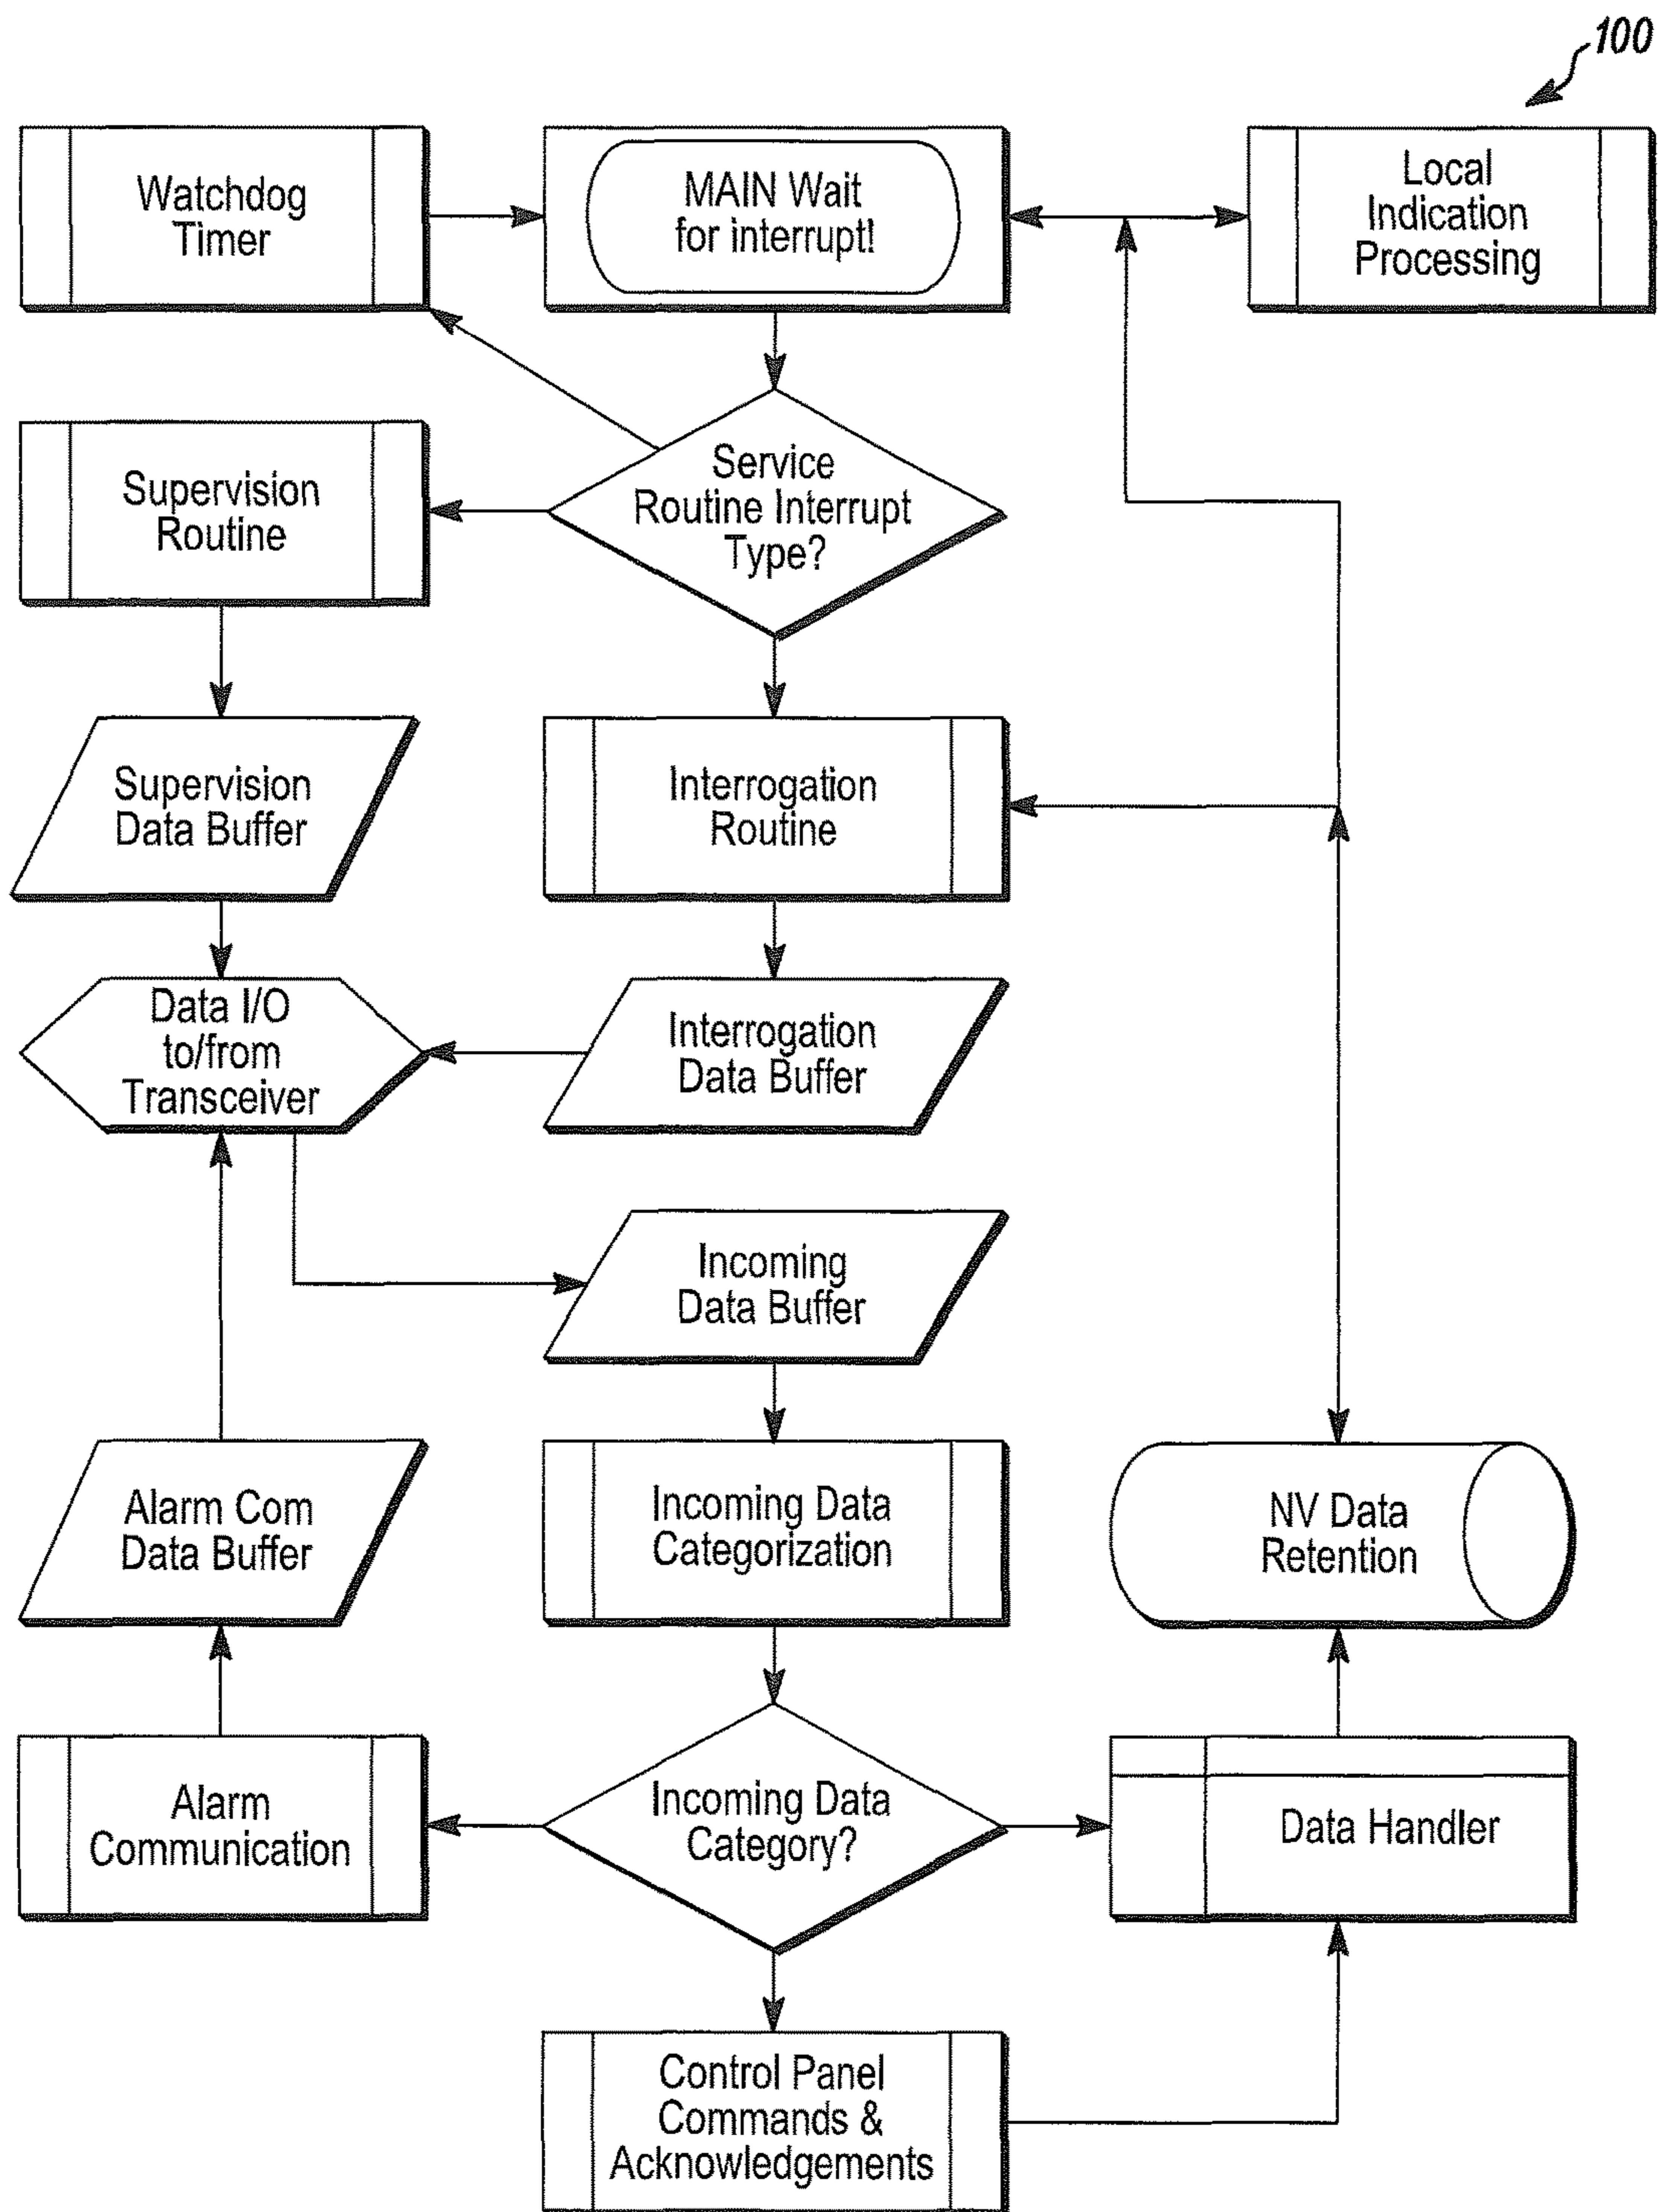 100
Watchdog
Timer
MAIN Wait
for interrupt!
Local
Indication
Processing
Service
Routine Interrupt
Type?
Supervision
Routine
Supervision
Data Buffer
Interrogation
Routine
Data I/O
to/from
Transceiver
Interrogation
Data Buffer
Incoming
Data Buffer
Alarm Com
Data Buffer
Incoming Data
Categorization
NV Data
Retention
Alarm
Communication
Incoming Data
Category?
Data Handler
Control Panel
Commands &
Acknowledgements